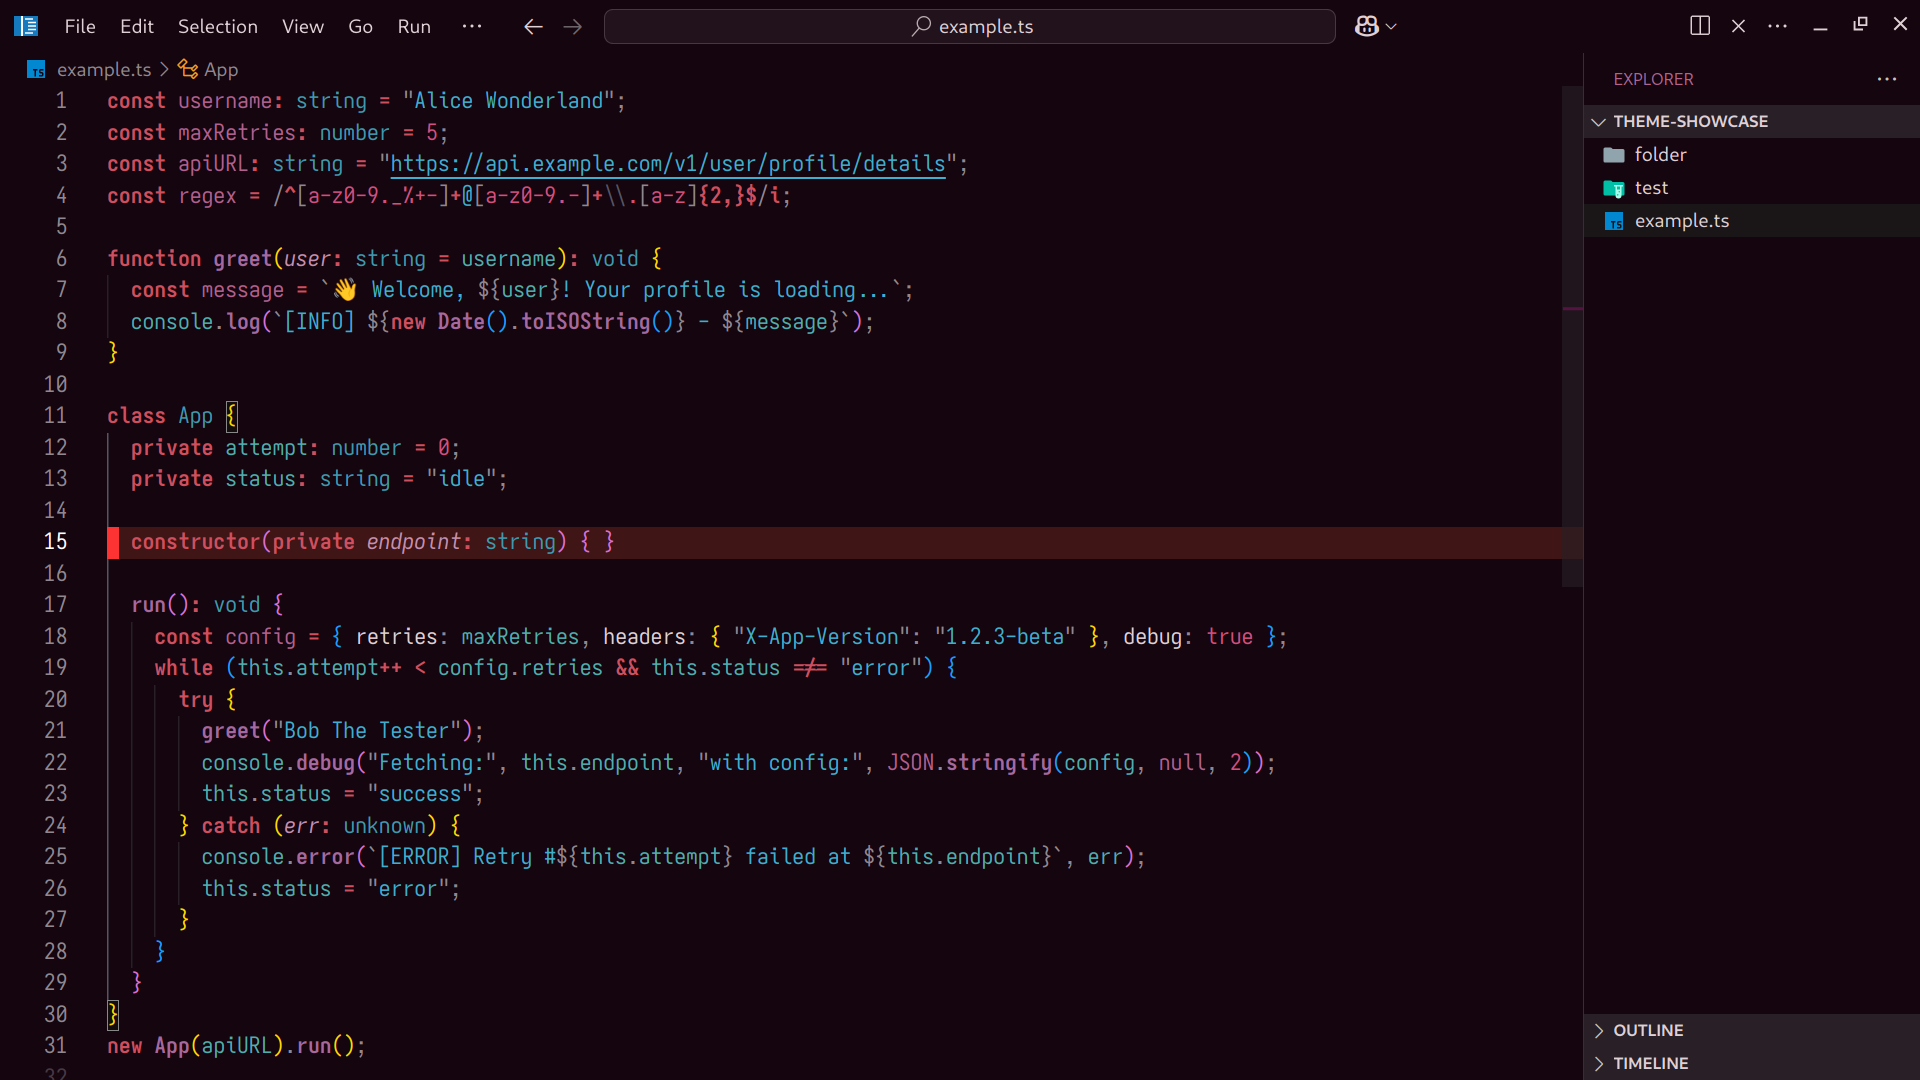 File Edit Selection View Go Run ··· example.ts
example.ts > App
1 const username: string = "Alice Wonderland";
2 const maxRetries: number = 5;
3 const apiURL: string = "https://api.example.com/v1/user/profile/details";
4 const regex = /^[a-z0-9._%+-]+@[a-z0-9.-]+\\.[a-z]{2,}$/i;
5
6 function greet(user: string = username): void {
7 const message = `👋 Welcome, ${user}! Your profile is loading...`;
8 console.log(`[INFO] ${new Date().toISOString()} - ${message}`);
9 }
10
11 class App {
12 private attempt: number = 0;
13 private status: string = "idle";
14
15 constructor(private endpoint: string) { }
16
17 run(): void {
18 const config = { retries: maxRetries, headers: { "X-App-Version": "1.2.3-beta" }, debug: true };
19 while (this.attempt++ < config.retries && this.status !== "error") {
20 try {
21 greet("Bob The Tester");
22 console.debug("Fetching:", this.endpoint, "with config:", JSON.stringify(config, null, 2));
23 this.status = "success";
24 } catch (err: unknown) {
25 console.error(`[ERROR] Retry #${this.attempt} failed at ${this.endpoint}`, err);
26 this.status = "error";
27 }
28 }
29 }
30 }
31 new App(apiURL).run();
32
EXPLORER ···
THEME-SHOWCASE
folder
test
example.ts
OUTLINE
TIMELINE